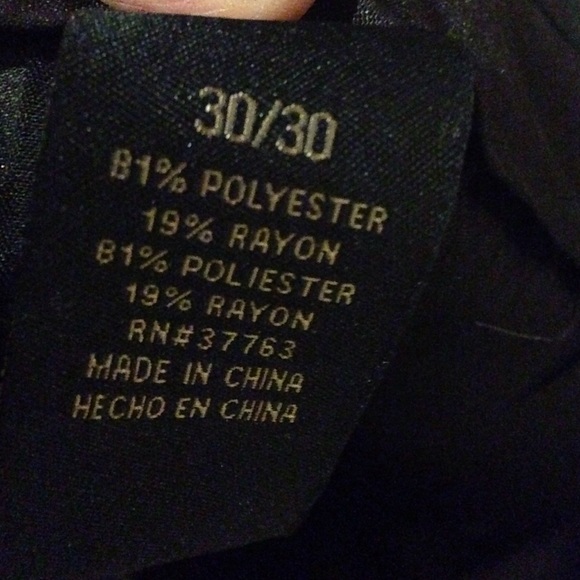 30/30
81% POLYESTER
19% RAYON
81% POLIESTER
19% RAYON
RN#37763
MADE IN CHINA
HECHO EN CHINA